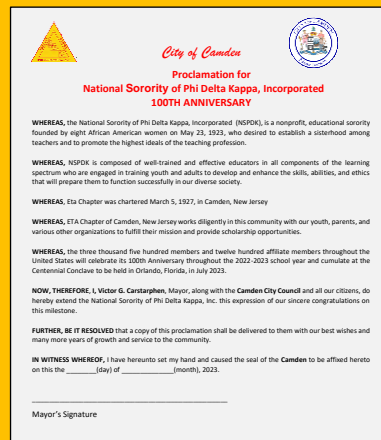 City of Camden
Proclamation for
National Sorority of Phi Delta Kappa, Incorporated
100TH ANNIVERSARY
WHEREAS, the National Sorority of Phi Delta Kappa, Incorporated (NSPDK), is a nonprofit, educational sorority
founded by eight African American women on May 23, 1923, who desired to establish a sisterhood among
teachers and to promote the highest ideals of the teaching profession.
WHEREAS, NSPDK is composed of well-trained and effective educators in all components of the learning
spectrum who are engaged in training youth and adults to develop and enhance the skills, abilities, and ethics
that will prepare them to function successfully in our diverse society.
WHEREAS, Eta Chapter was chartered March 5, 1927, in Camden, New Jersey
WHEREAS, ETA Chapter of Camden, New Jersey works diligently in this community with our youth, parents, and
various other organizations to fulfill their mission and provide scholarship opportunities.
WHEREAS, the three thousand five hundred members and twelve hundred affiliate members throughout the
United States will celebrate its 100th Anniversary throughout the 2022-2023 school year and cumulate at the
Centennial Conclave to be held in Orlando, Florida, in July 2023.
NOW, THEREFORE, I, Victor G. Carstarphen, Mayor, along with the Camden City Council and all our citizens, do
hereby extend the National Sorority of Phi Delta Kappa, Inc. this expression of our sincere congratulations on
this milestone.
FURTHER, BE IT RESOLVED that a copy of this proclamation shall be delivered to them with our best wishes and
many more years of growth and service to the community.
IN WITNESS WHEREOF, I have hereunto set my hand and caused the seal of the Camden to be affixed hereto
on this the ________(day) of ______________(month), 2023.
Mayor's Signature